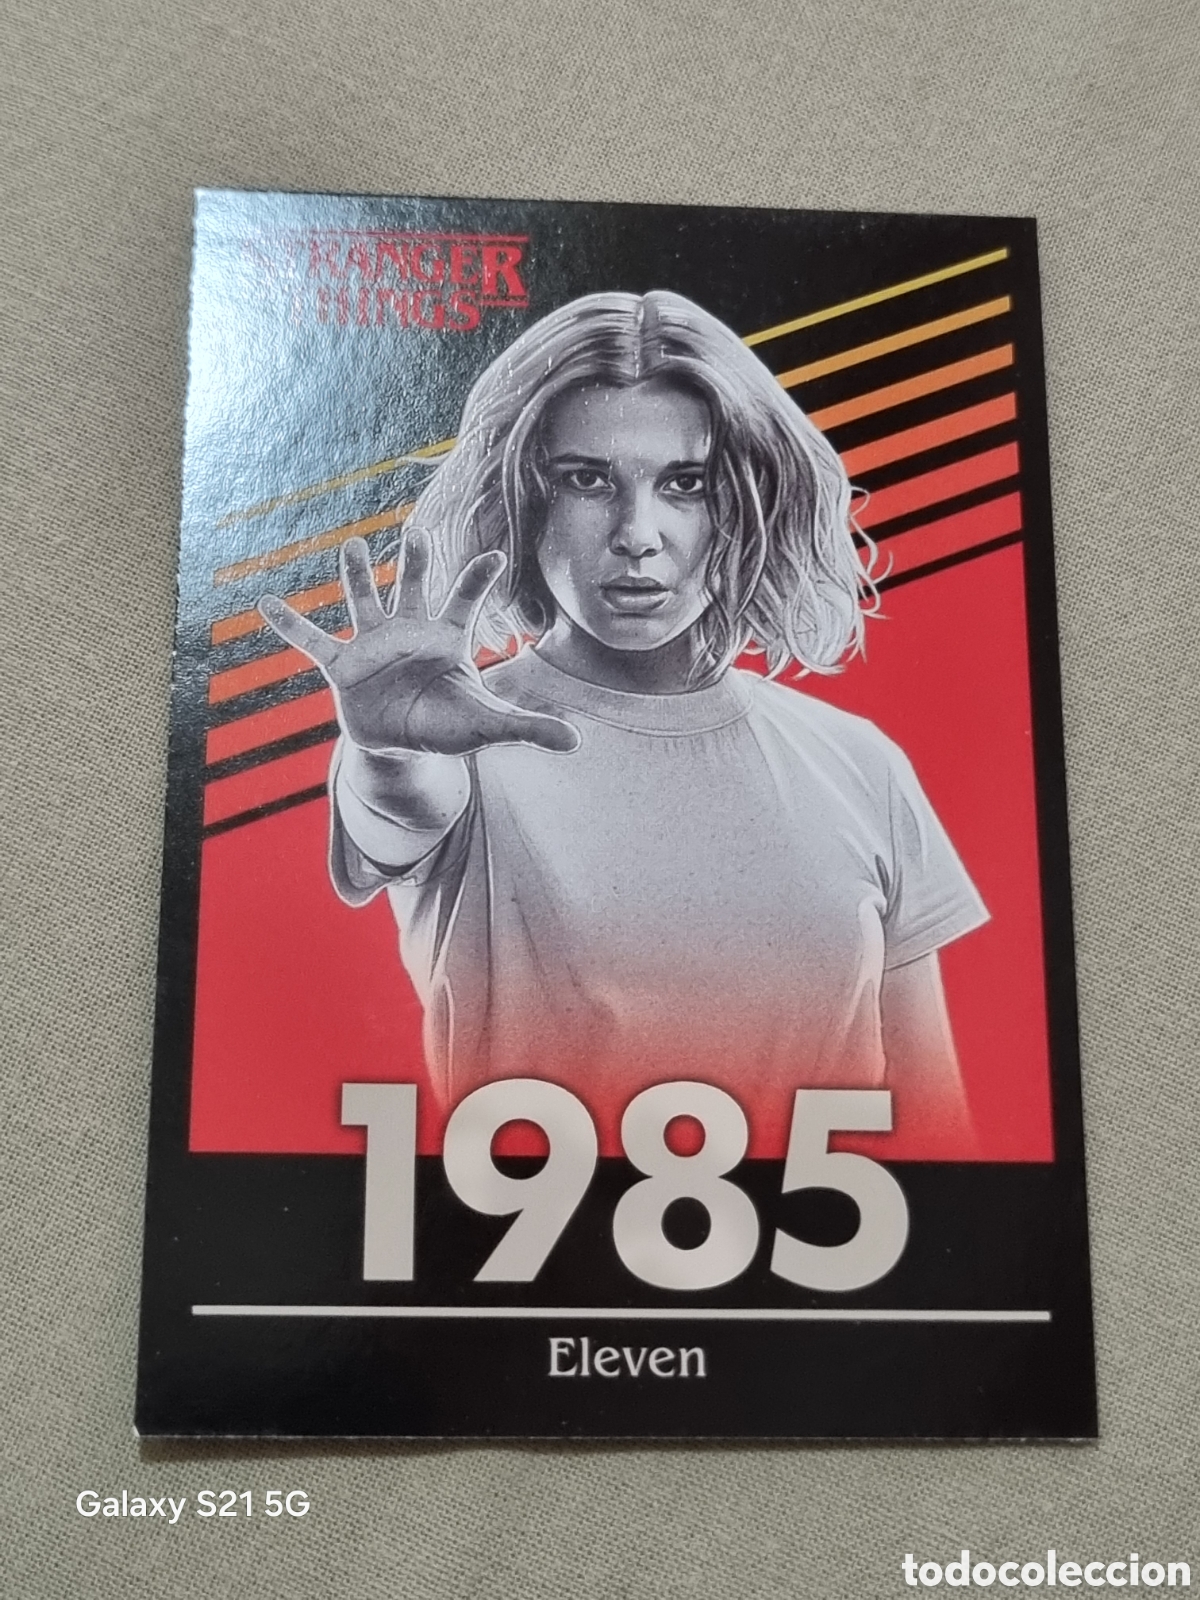 STRANGER
THINGS
1985
Eleven
Galaxy S21 5G
todocoleccion